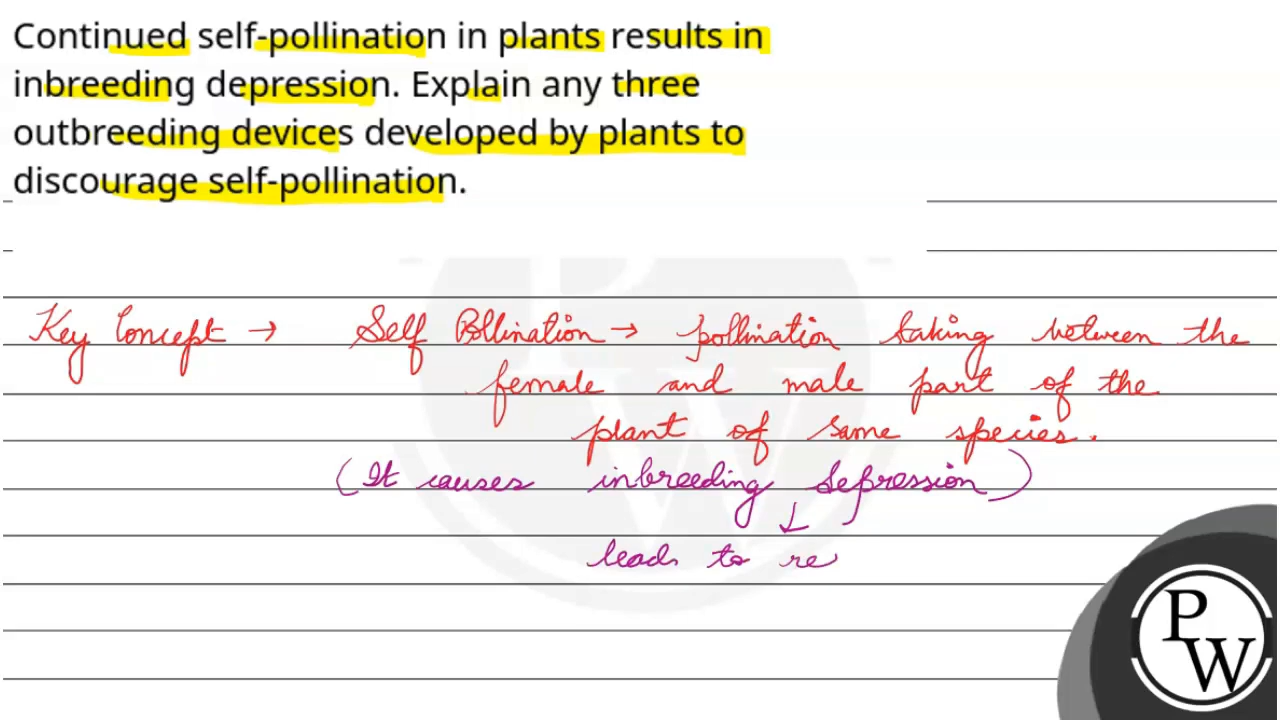 Continued self-pollination in plants results in
inbreeding depression. Explain any three
outbreeding devices developed by plants to
discourage self-pollination.
Key Concept → Self Pollination → pollination taking between the
female and male part of the
plant of same species.
(It causes inbreeding depression)
↓
leads to re
P
W